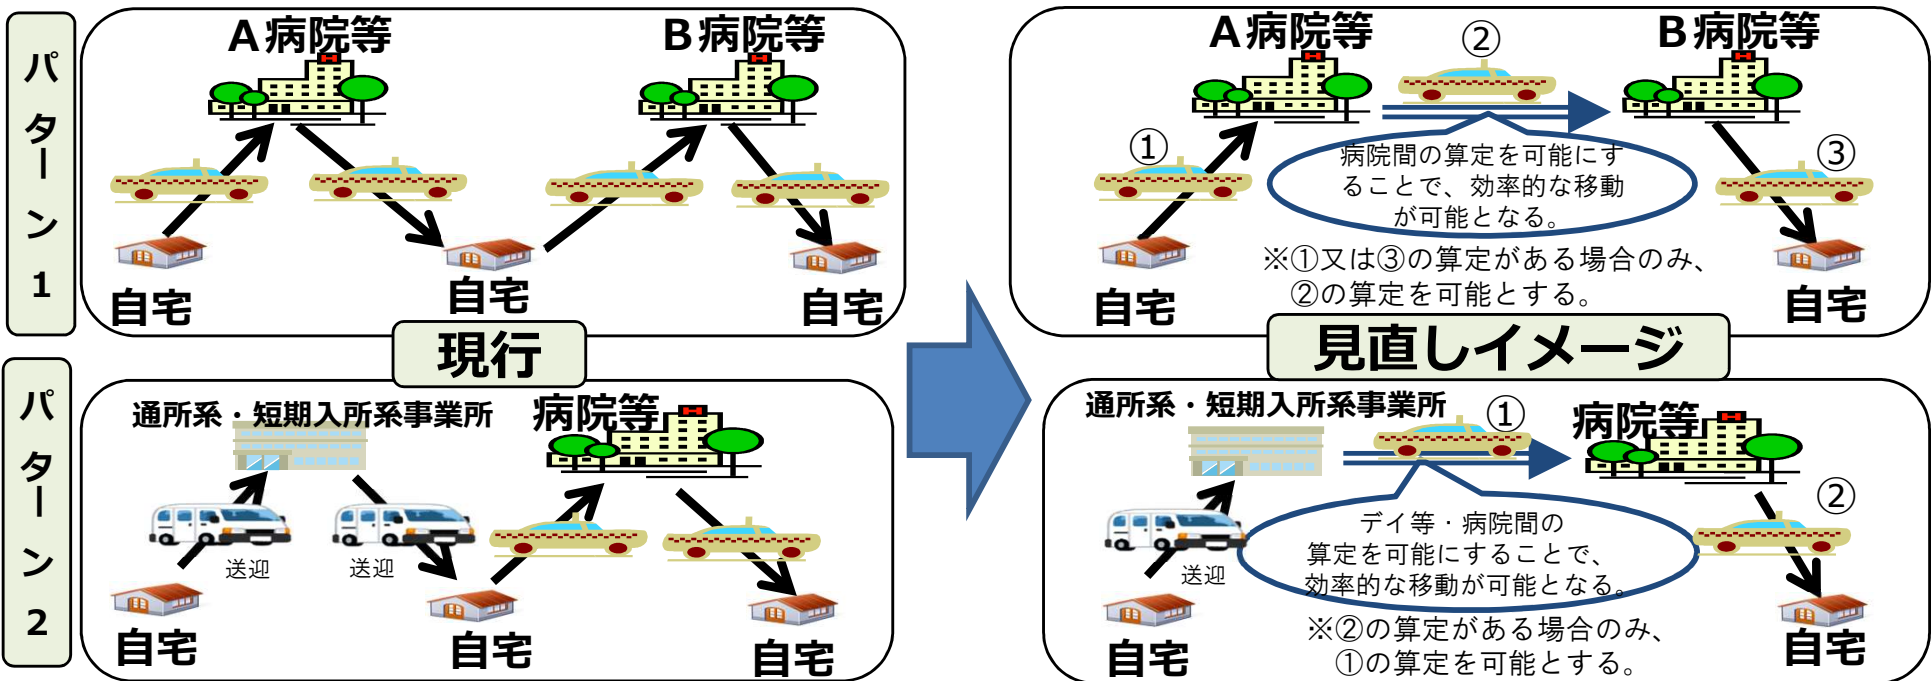 パターン1
A病院等
B病院等
自宅
自宅
自宅
現行
パターン2
通所系・短期入所系事業所
病院等
送迎
送迎
自宅
自宅
自宅
A病院等
②
B病院等
①
病院間の算定を可能にす
ることで、効率的な移動
が可能となる。
③
※①又は③の算定がある場合のみ、
②の算定を可能とする。
自宅
自宅
見直しイメージ
通所系・短期入所系事業所
①
病院等
②
デイ等・病院間の
算定を可能にすることで、
効率的な移動が可能となる。
送迎
※②の算定がある場合のみ、
①の算定を可能とする。
自宅
自宅